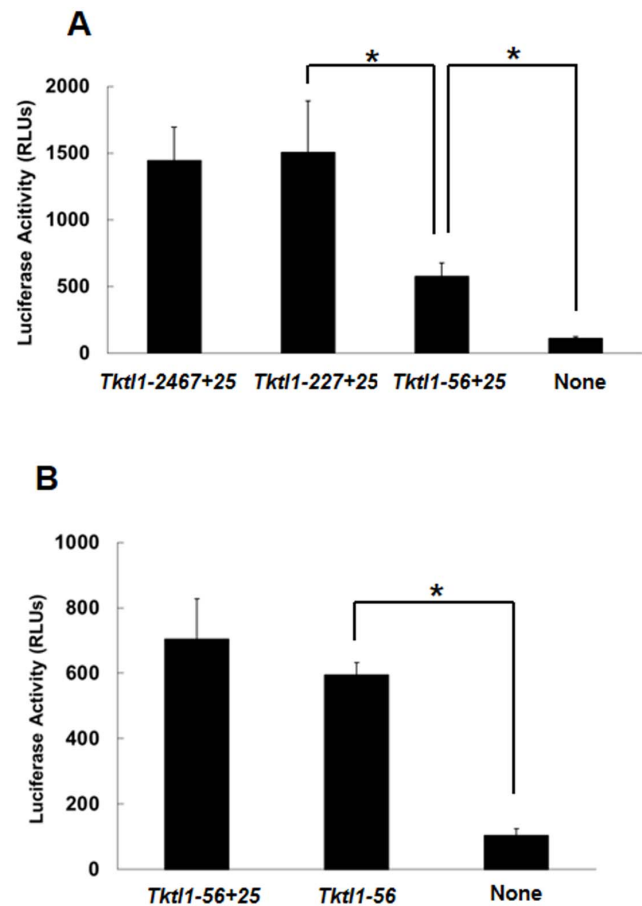 A
*
*
2000
1500
1000
500
0
Luciferase Acitivity (RLUs)
Tktl1-2467+25 Tktl1-227+25 Tktl1-56+25 None
B
*
1000
800
600
400
200
0
Luciferase Activity (RLUs)
Tktl1-56+25 Tktl1-56 None